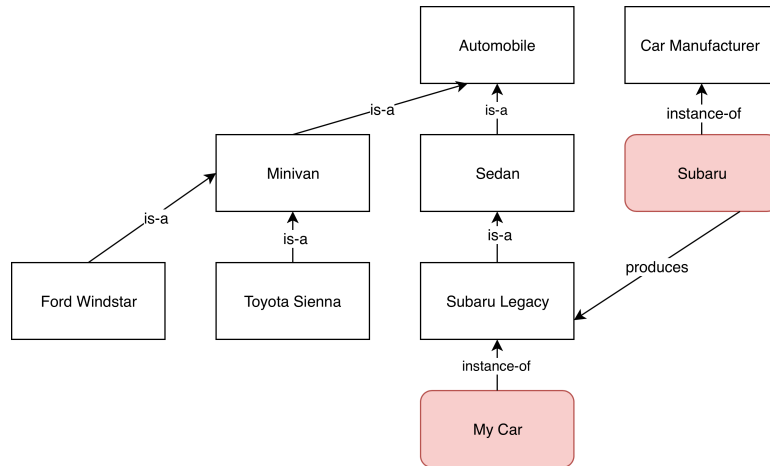 Automobile
Car Manufacturer
is-a
is-a
instance-of
Minivan
Sedan
Subaru
is-a
is-a
is-a
produces
Ford Windstar
Toyota Sienna
Subaru Legacy
instance-of
My Car